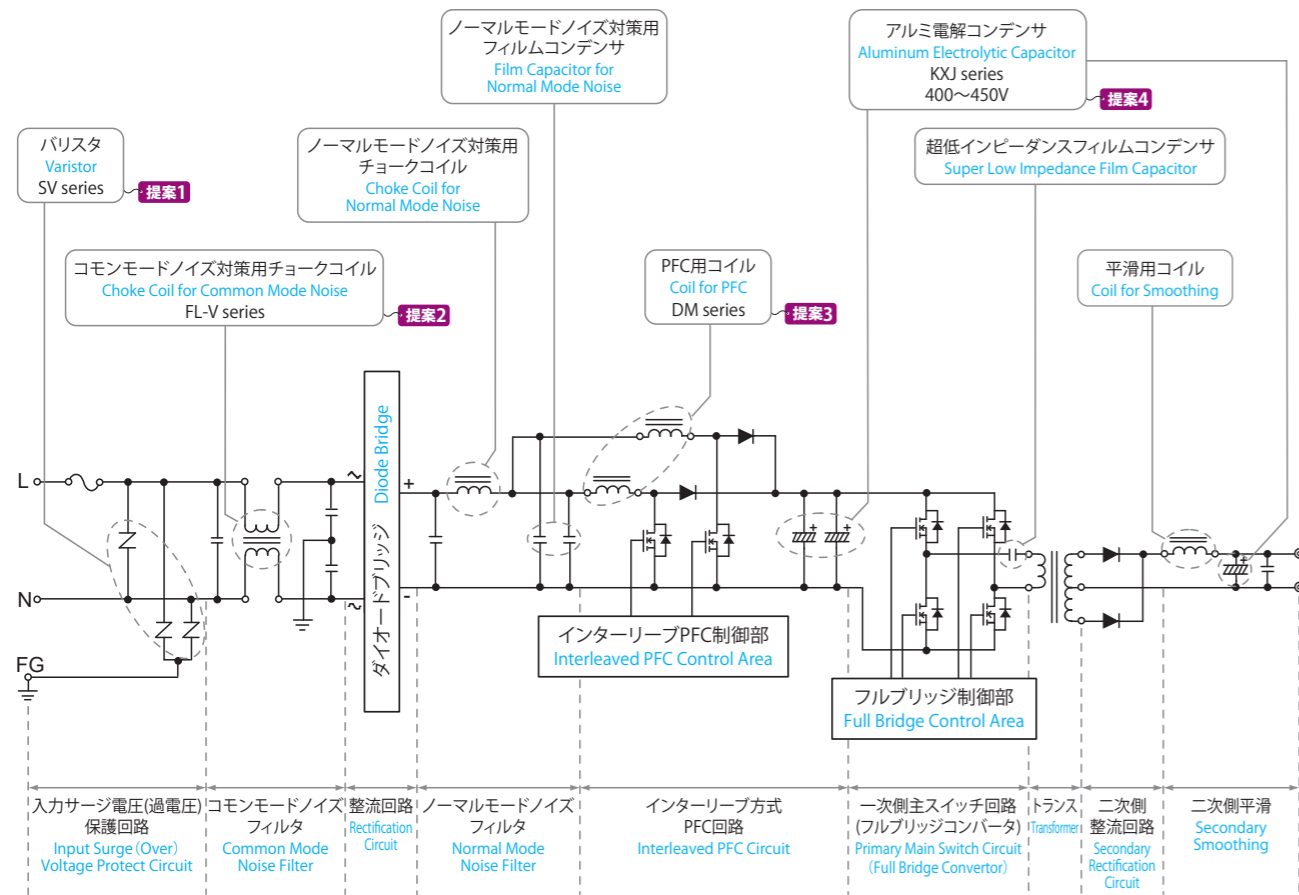 ノーマルモードノイズ対策用
フィルムコンデンサ
Film Capacitor for
Normal Mode Noise
アルミ電解コンデンサ
Aluminum Electrolytic Capacitor
KXJ series
400〜450V
提案4
バリスタ
Varistor
SV series
提案1
ノーマルモードノイズ対策用
チョークコイル
Choke Coil for
Normal Mode Noise
超低インピーダンスフィルムコンデンサ
Super Low Impedance Film Capacitor
コモンモードノイズ対策用チョークコイル
Choke Coil for Common Mode Noise
FL-V series
提案2
PFC用コイル
Coil for PFC
DM series
提案3
平滑用コイル
Coil for Smoothing
L
N
FG
~
~
ダイオードブリッジ
Diode Bridge
+
-
+
+
+
インターリーブPFC制御部
Interleaved PFC Control Area
フルブリッジ制御部
Full Bridge Control Area
入力サージ電圧(過電圧)
保護回路
Input Surge (Over)
Voltage Protect Circuit
コモンモードノイズ
フィルタ
Common Mode
Noise Filter
整流回路
Rectification
Circuit
ノーマルモードノイズ
フィルタ
Normal Mode
Noise Filter
インターリーブ方式
PFC回路
Interleaved PFC Circuit
一次側主スイッチ回路
(フルブリッジコンバータ)
Primary Main Switch Circuit
(Full Bridge Convertor)
トランス
Transformer
二次側
整流回路
Secondary
Rectification
Circuit
二次側平滑
Secondary
Smoothing